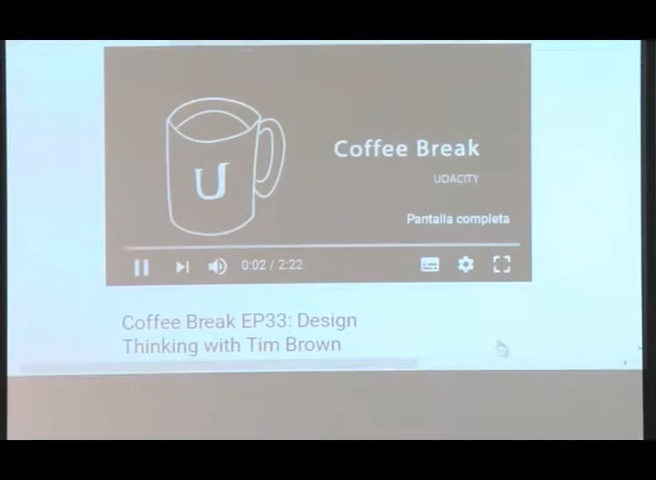 U
Coffee Break
UDACITY
Pantalla completa
0:02 / 2:22
Coffee Break EP33: Design
Thinking with Tim Brown